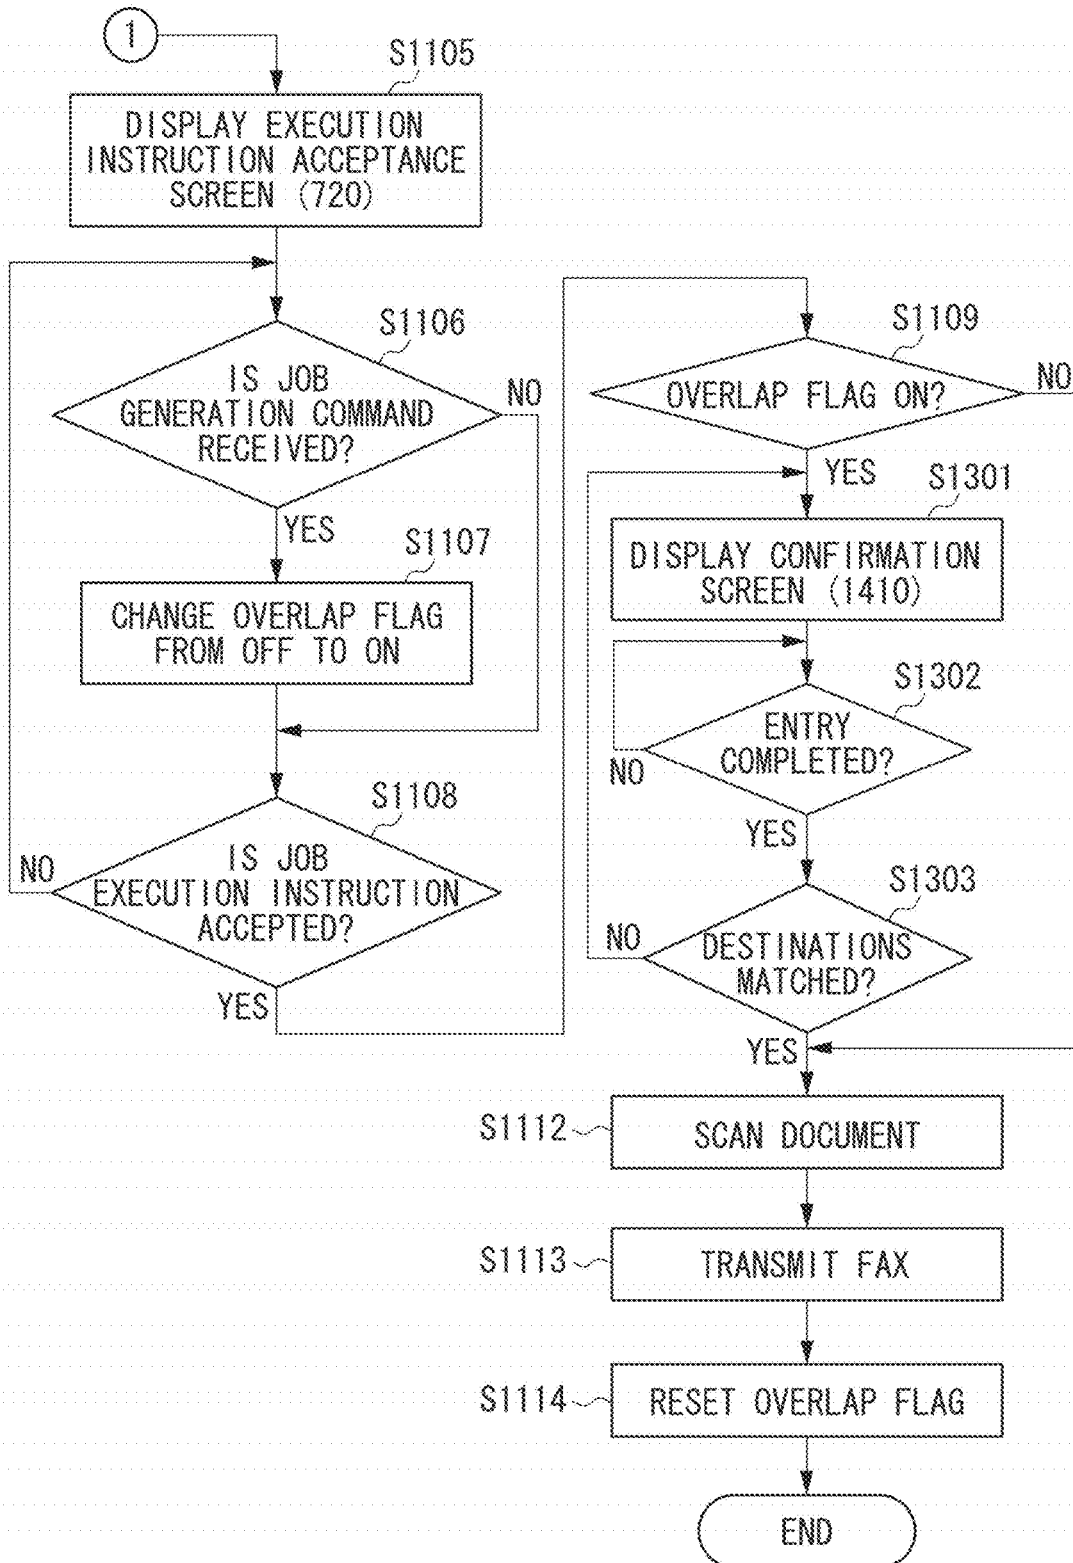 1
S1105
DISPLAY EXECUTION
INSTRUCTION ACCEPTANCE
SCREEN (720)
S1106
IS JOB
GENERATION COMMAND
RECEIVED?
NO
YES
S1107
CHANGE OVERLAP FLAG
FROM OFF TO ON
S1108
IS JOB
EXECUTION INSTRUCTION
ACCEPTED?
NO
YES
S1109
OVERLAP FLAG ON?
NO
YES
S1301
DISPLAY CONFIRMATION
SCREEN (1410)
S1302
ENTRY
COMPLETED?
NO
YES
S1303
DESTINATIONS
MATCHED?
NO
YES
S1112
SCAN DOCUMENT
S1113
TRANSMIT FAX
S1114
RESET OVERLAP FLAG
END